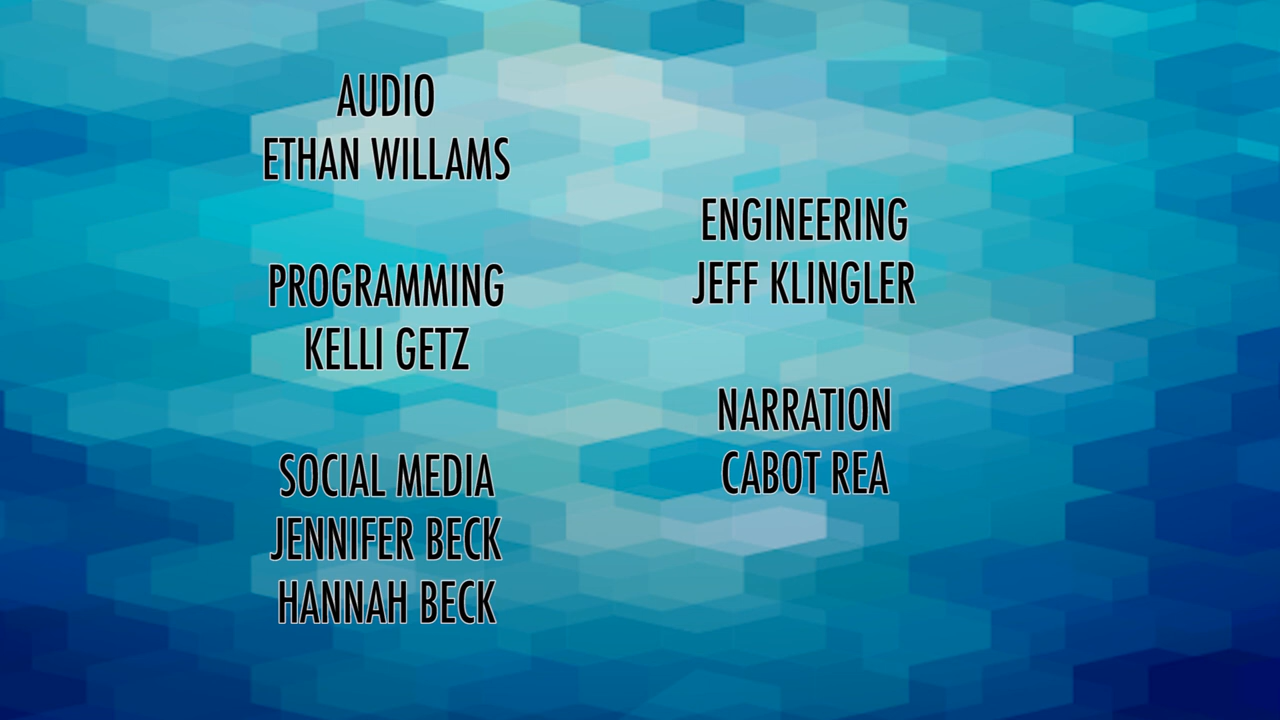 AUDIO
ETHAN WILLAMS
PROGRAMMING
KELLI GETZ
SOCIAL MEDIA
JENNIFER BECK
HANNAH BECK
ENGINEERING
JEFF KLINGLER
NARRATION
CABOT REA